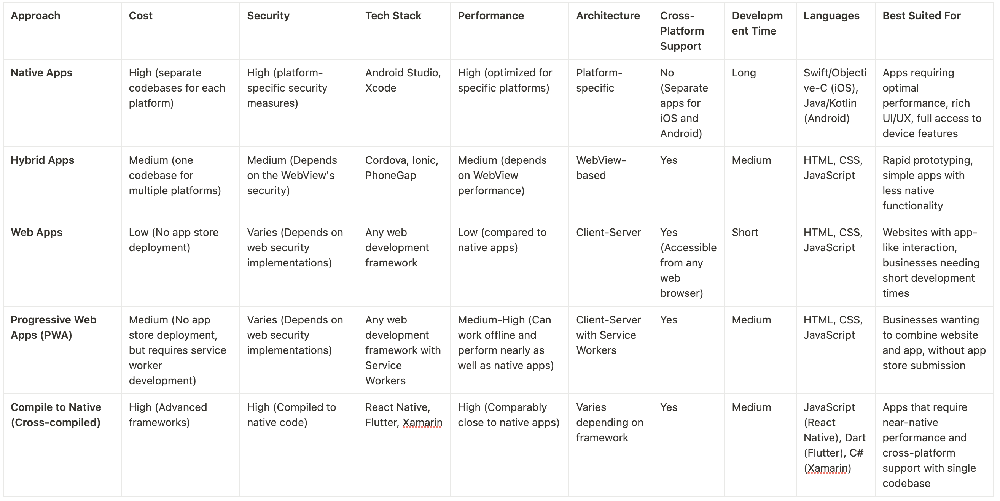 Approach
Cost
Security
Tech Stack
Performance
Architecture
Cross-
Platform
Support
Developm
ent Time
Languages
Best Suited For
Native Apps
High (separate
codebases for each
platform)
High (platform-
specific security
measures)
Android Studio,
Xcode
High (optimized for
specific platforms)
Platform-
specific
No
(Separate
apps for
iOS and
Android)
Long
Swift/Objecti
ve-C (iOS),
Java/Kotlin
(Android)
Apps requiring
optimal
performance, rich
UI/UX, full access to
device features
Hybrid Apps
Medium (one
codebase for
multiple platforms)
Medium (Depends
on the WebView's
security)
Cordova, Ionic,
PhoneGap
Medium (depends
on WebView
performance)
WebView-
based
Yes
Medium
HTML, CSS,
JavaScript
Rapid prototyping,
simple apps with
less native
functionality
Web Apps
Low (No app store
deployment)
Varies (Depends on
web security
implementations)
Any web
development
framework
Low (compared to
native apps)
Client-Server
Yes
(Accessible
from any
web
browser)
Short
HTML, CSS,
JavaScript
Websites with app-
like interaction,
businesses needing
short development
times
Progressive Web
Apps (PWA)
Medium (No app
store deployment,
but requires service
worker
development)
Varies (Depends on
web security
implementations)
Any web
development
framework with
Service
Workers
Medium-High (Can
work offline and
perform nearly as
well as native apps)
Client-Server
with Service
Workers
Yes
Medium
HTML, CSS,
JavaScript
Businesses wanting
to combine website
and app, without app
store submission
Compile to Native
(Cross-compiled)
High (Advanced
frameworks)
High (Compiled to
native code)
React Native,
Flutter, Xamarin
High (Comparably
close to native apps)
Varies
depending on
framework
Yes
Medium
JavaScript
(React
Native), Dart
(Flutter), C#
(Xamarin)
Apps that require
near-native
performance and
cross-platform
support with single
codebase